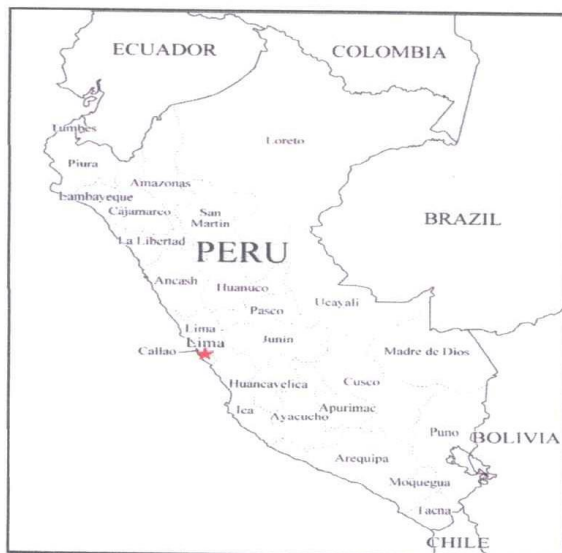 ECUADOR
COLOMBIA
Tumbes
Loreto
Piura
Amazonas
Lambayeque
Cajamarco
San
Martin
BRAZIL
La Libertad
PERU
Ancash
Huanuco
Ucayali
Pasco
Lima
Lima
Junin
Callao
Madre de Dios
Huancavelica
Cusco
Ica
Ayacucho
Apurimac
Puno
BOLIVIA
Arequipa
Moquegua
Tacna
CHILE